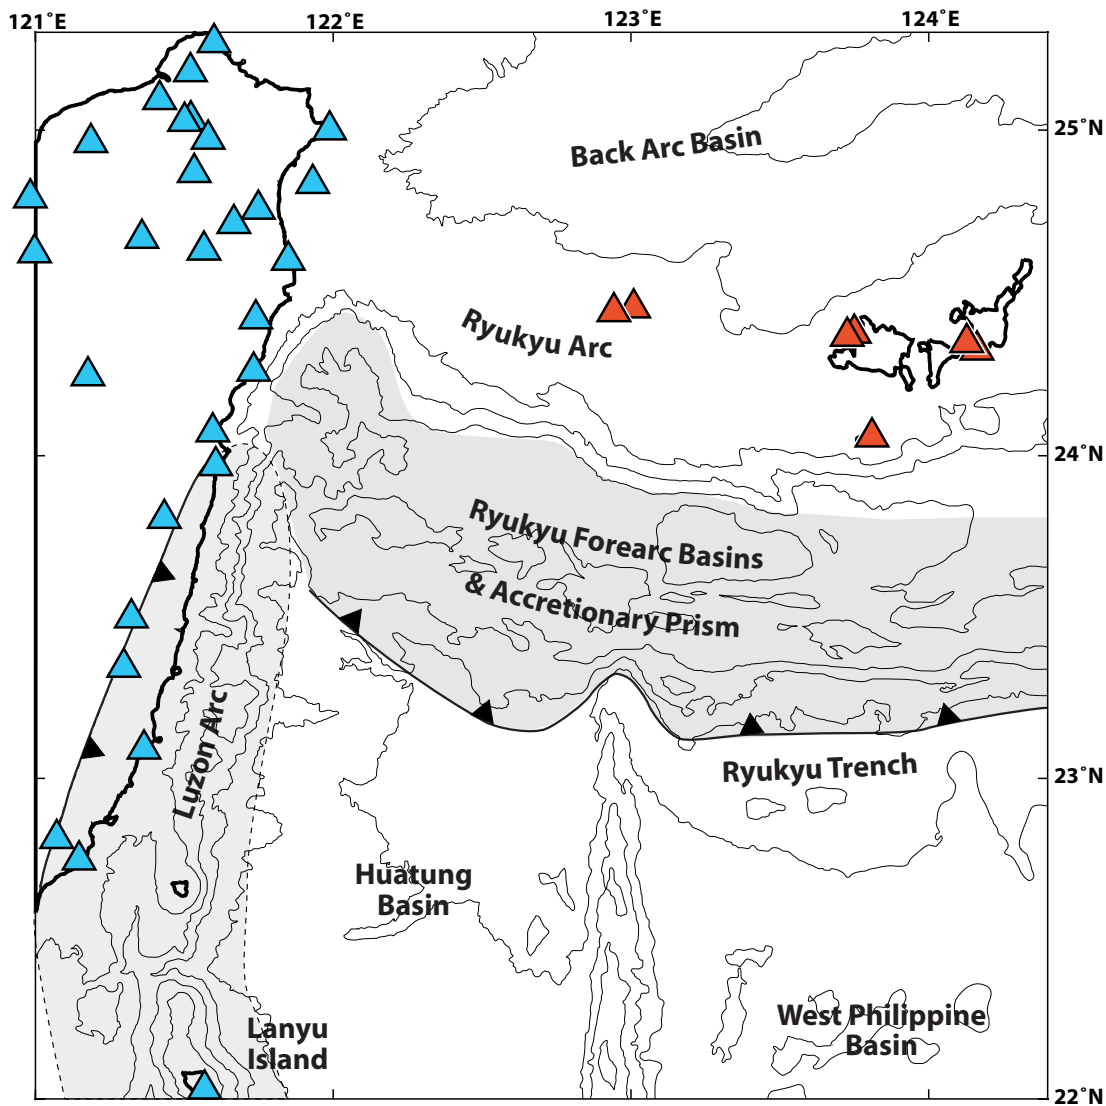 121°E
122°E
123°E
124°E
25°N
Back Arc Basin
Ryukyu Arc
24°N
Ryukyu Forearc Basins
& Accretionary Prism
Luzon Arc
Ryukyu Trench
23°N
Huatung
Basin
West Philippine
Basin
Lanyu
Island
22°N